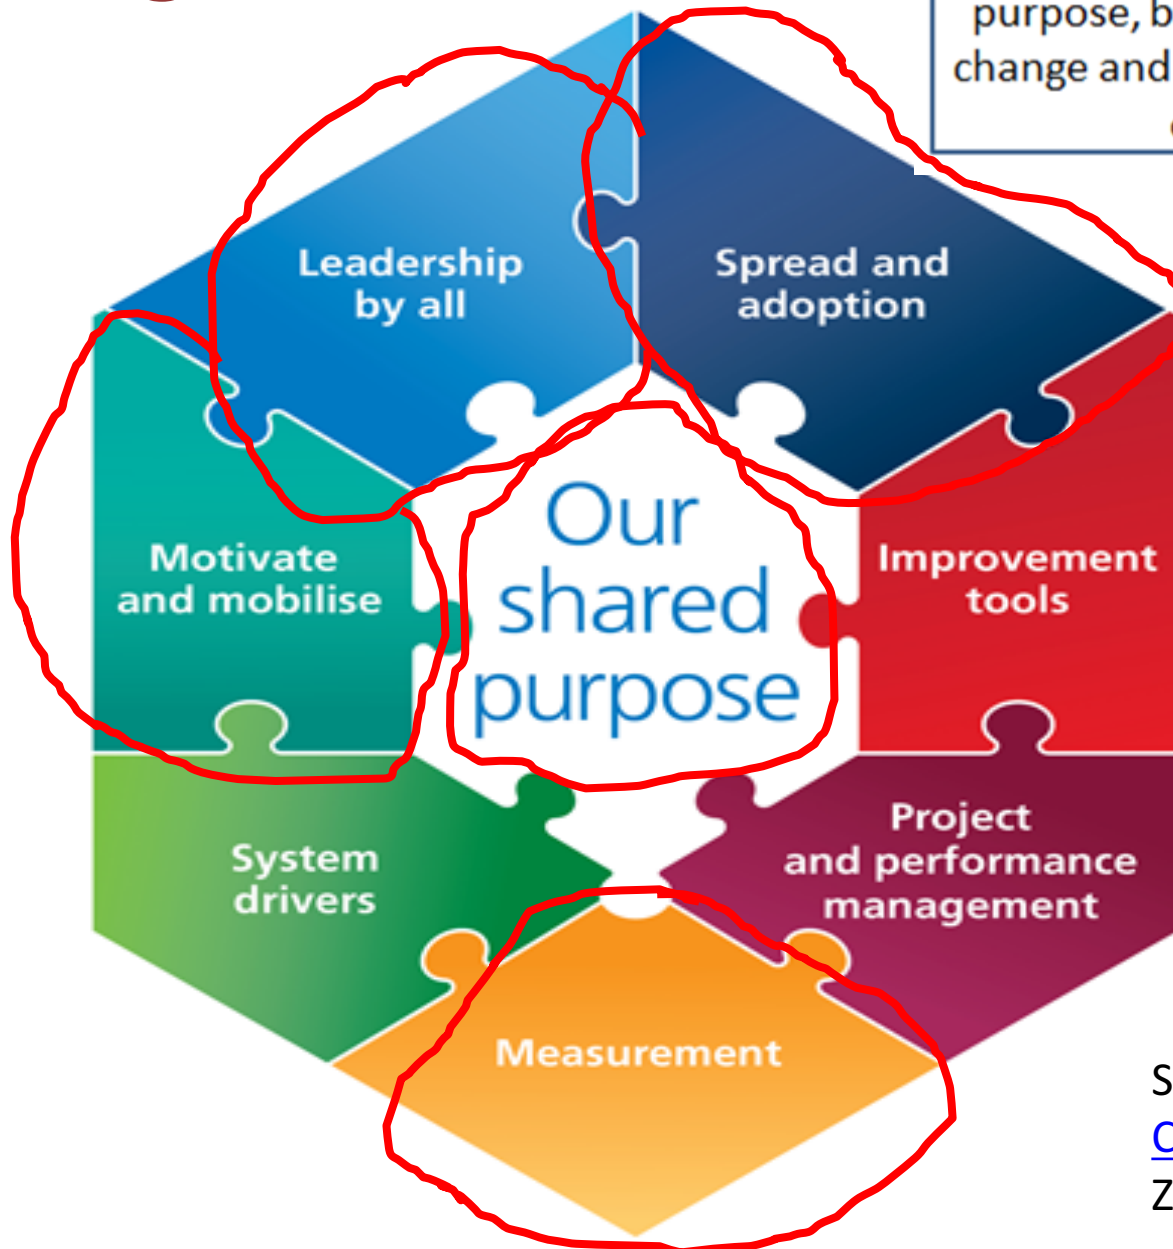 purpose, b
change and
Leadership
by all
Spread and
adoption
Motivate
and mobilise
Our
shared
purpose
Improvement
tools
System
drivers
Project
and performance
management
Measurement
S
C
Z